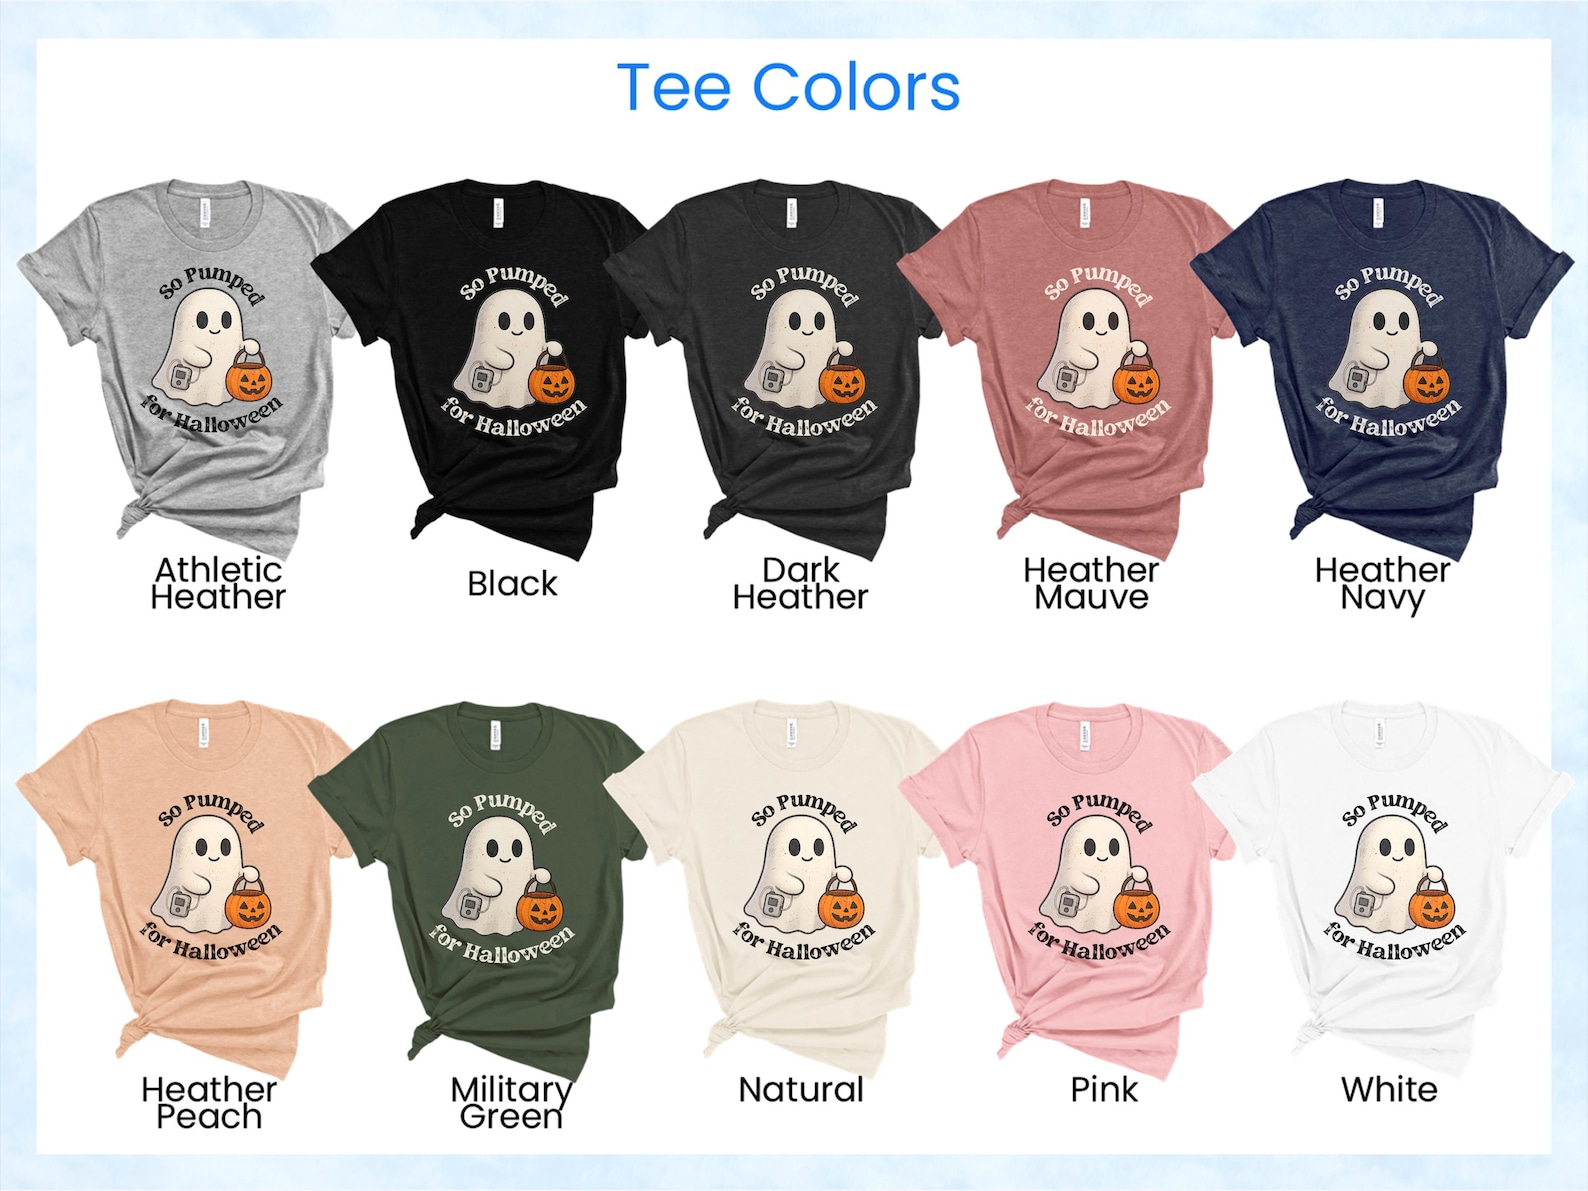 Tee Colors
So Pumped
for Halloween
So Pumped
for Halloween
So Pumped
for Halloween
So Pumped
for Halloween
So Pumped
for Halloween
Athletic
Heather
Black
Dark
Heather
Heather
Mauve
Heather
Navy
So Pumped
for Halloween
So Pumped
for Halloween
So Pumped
for Halloween
So Pumped
for Halloween
So Pumped
for Halloween
Heather
Peach
Military
Green
Natural
Pink
White